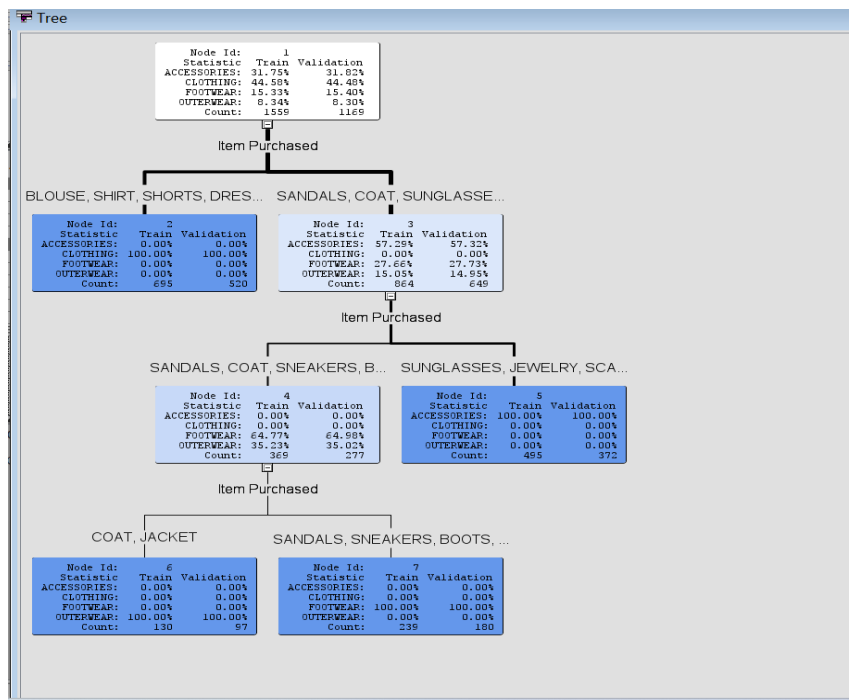 Tree
Node Id: 1
Statistic Train Validation
ACCESSORIES: 31.75% 31.82%
CLOTHING: 44.58% 44.48%
FOOTWEAR: 15.33% 15.40%
OUTERWEAR: 8.34% 8.30%
Count: 1559 1169
Item Purchased
BLOUSE, SHIRT, SHORTS, DRES...
SANDALS, COAT, SUNGLASSE...
Node Id: 2
Statistic Train Validation
ACCESSORIES: 0.00% 0.00%
CLOTHING: 100.00% 100.00%
FOOTWEAR: 0.00% 0.00%
OUTERWEAR: 0.00% 0.00%
Count: 695 520
Node Id: 3
Statistic Train Validation
ACCESSORIES: 57.29% 57.32%
CLOTHING: 0.00% 0.00%
FOOTWEAR: 27.66% 27.73%
OUTERWEAR: 15.05% 14.95%
Count: 864 649
Item Purchased
SANDALS, COAT, SNEAKERS, B...
SUNGLASSES, JEWELRY, SCA...
Node Id: 4
Statistic Train Validation
ACCESSORIES: 0.00% 0.00%
CLOTHING: 0.00% 0.00%
FOOTWEAR: 64.77% 64.98%
OUTERWEAR: 35.23% 35.02%
Count: 369 277
Node Id: 5
Statistic Train Validation
ACCESSORIES: 100.00% 100.00%
CLOTHING: 0.00% 0.00%
FOOTWEAR: 0.00% 0.00%
OUTERWEAR: 0.00% 0.00%
Count: 495 372
Item Purchased
COAT, JACKET
SANDALS, SNEAKERS, BOOTS, ...
Node Id: 6
Statistic Train Validation
ACCESSORIES: 0.00% 0.00%
CLOTHING: 0.00% 0.00%
FOOTWEAR: 0.00% 0.00%
OUTERWEAR: 100.00% 100.00%
Count: 130 97
Node Id: 7
Statistic Train Validation
ACCESSORIES: 0.00% 0.00%
CLOTHING: 0.00% 0.00%
FOOTWEAR: 100.00% 100.00%
OUTERWEAR: 0.00% 0.00%
Count: 239 180